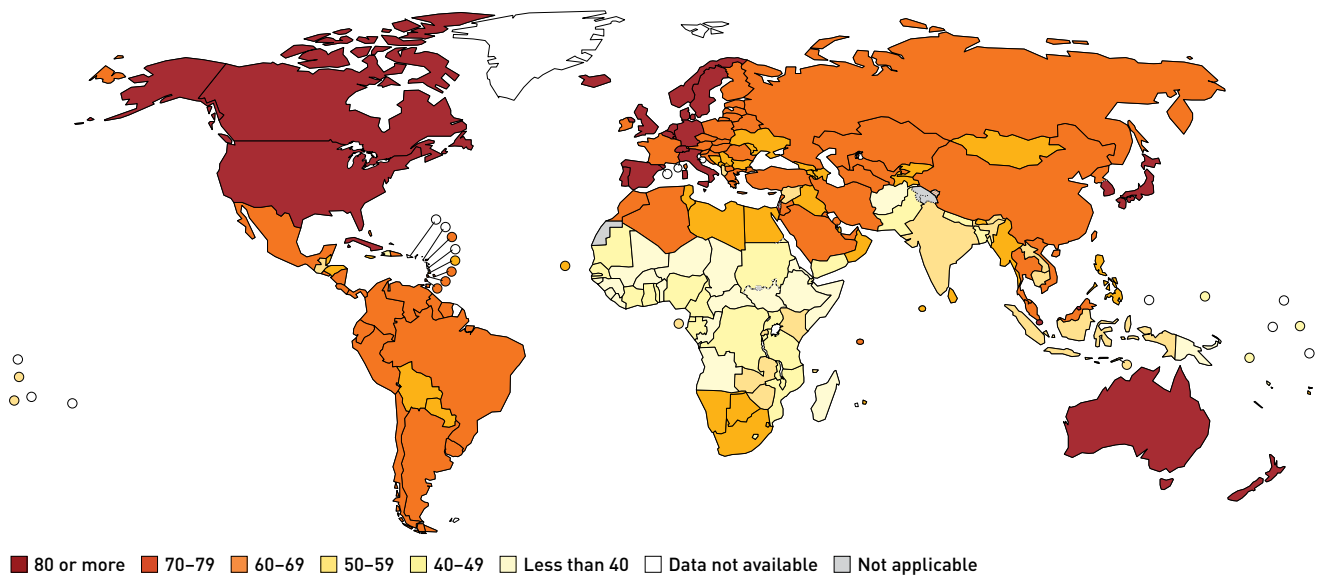 80 or more 70–79 60–69 50–59 40–49 Less than 40 Data not available Not applicable